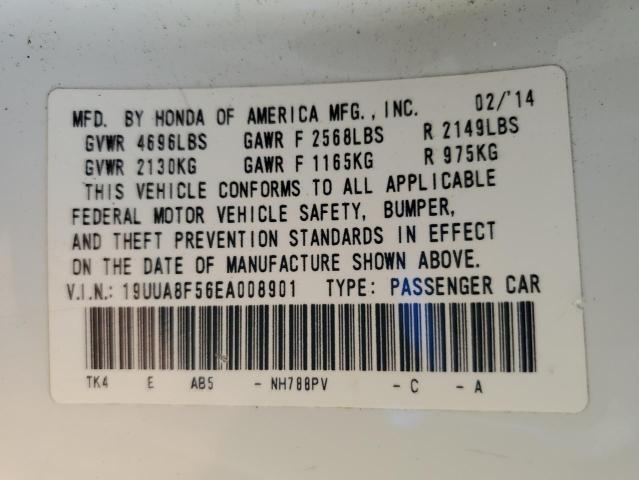 MFD. BY HONDA OF AMERICA MFG., INC. 02/'14
GVWR 4696LBS GAWR F 2568LBS R 2149LBS
GVWR 2130KG GAWR F 1165KG R 975KG
THIS VEHICLE CONFORMS TO ALL APPLICABLE
FEDERAL MOTOR VEHICLE SAFETY, BUMPER,
AND THEFT PREVENTION STANDARDS IN EFFECT
ON THE DATE OF MANUFACTURE SHOWN ABOVE.
V.I.N.: 19UUA8F56EA008901 TYPE: PASSENGER CAR
TK4 E AB5 - NH788PV - C - A